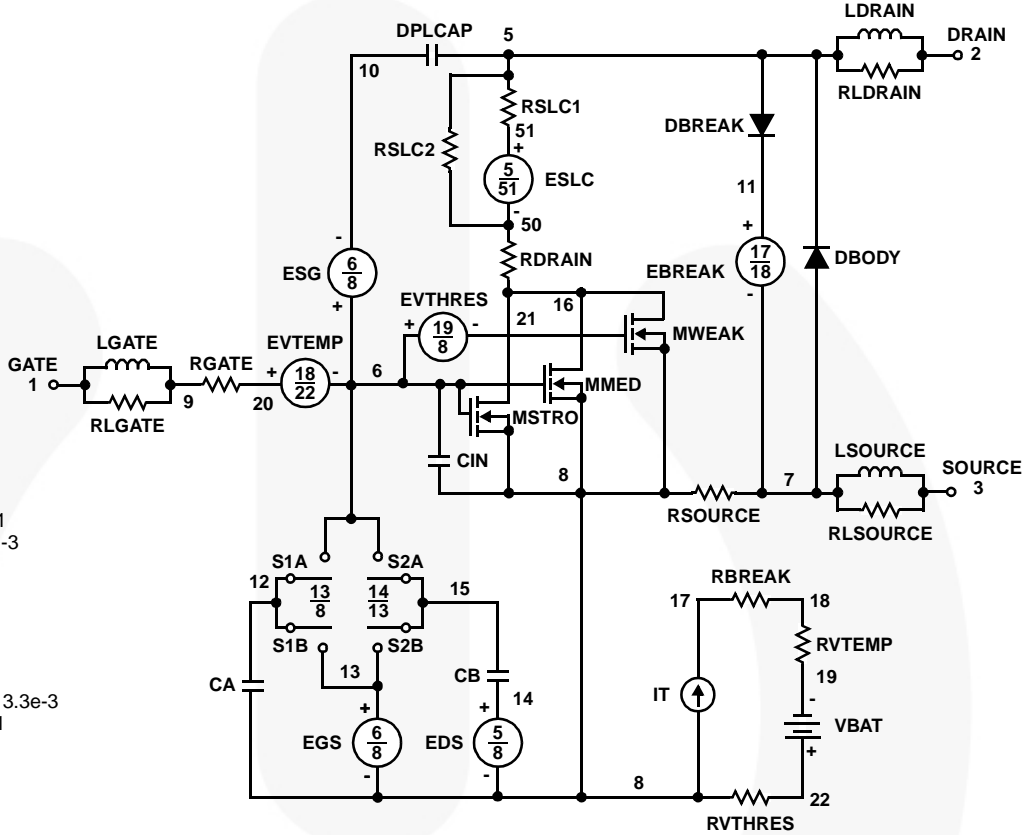 LDRAIN
DPLCAP
5
DRAIN
2
10
RLDRAIN
RSLC1
51
+
DBREAK
RSLC2
5
51
ESLC
11
-
50
-
+
ESG
6
8
RDRAIN
EBREAK
17
18
DBODY
+
EVTHRES
16
-
+
19
8
-
21
MWEAK
LGATE
EVTEMP
GATE
1
RGATE
+
18
22
-
6
MMED
9
20
RLGATE
MSTRO
CIN
LSOURCE
8
7
SOURCE
3
RSOURCE
RLSOURCE
-3
S1A
S2A
RBREAK
12
13
8
14
13
15
17
18
S1B
S2B
RVTEMP
13
CB
19
CA
14
IT
-
3.3e-3
+
+
VBAT
EGS
6
8
EDS
5
8
+
-
-
8
22
RVTHRES